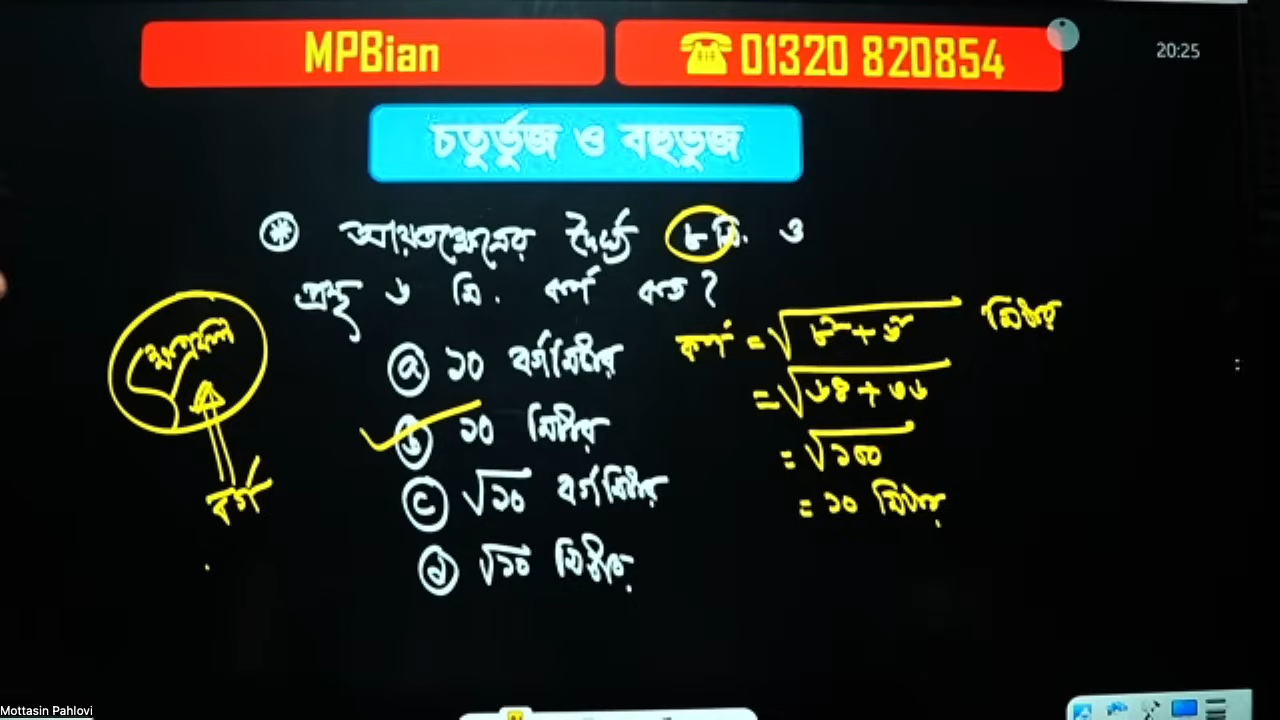 MPBian
☎ 01320 820854
20:25
চতুর্ভুজ ও বহুভুজ
* আয়তক্ষেত্রের দৈর্ঘ্য ৮মি. ও
প্রস্থ ৬ মি. কর্ণ কত?
ⓐ ১০ বর্গমিটার
ⓑ ১০ মিটার
ⓒ √১০ বর্গমিটার
ⓓ √১০ মিটার
কর্ণ = √৮² + ৬² মিটার
= √৬৪ + ৩৬
= √১০০
= ১০ মিটার
ক্ষেত্রফল
বর্গ
Mottasin Pahlovi